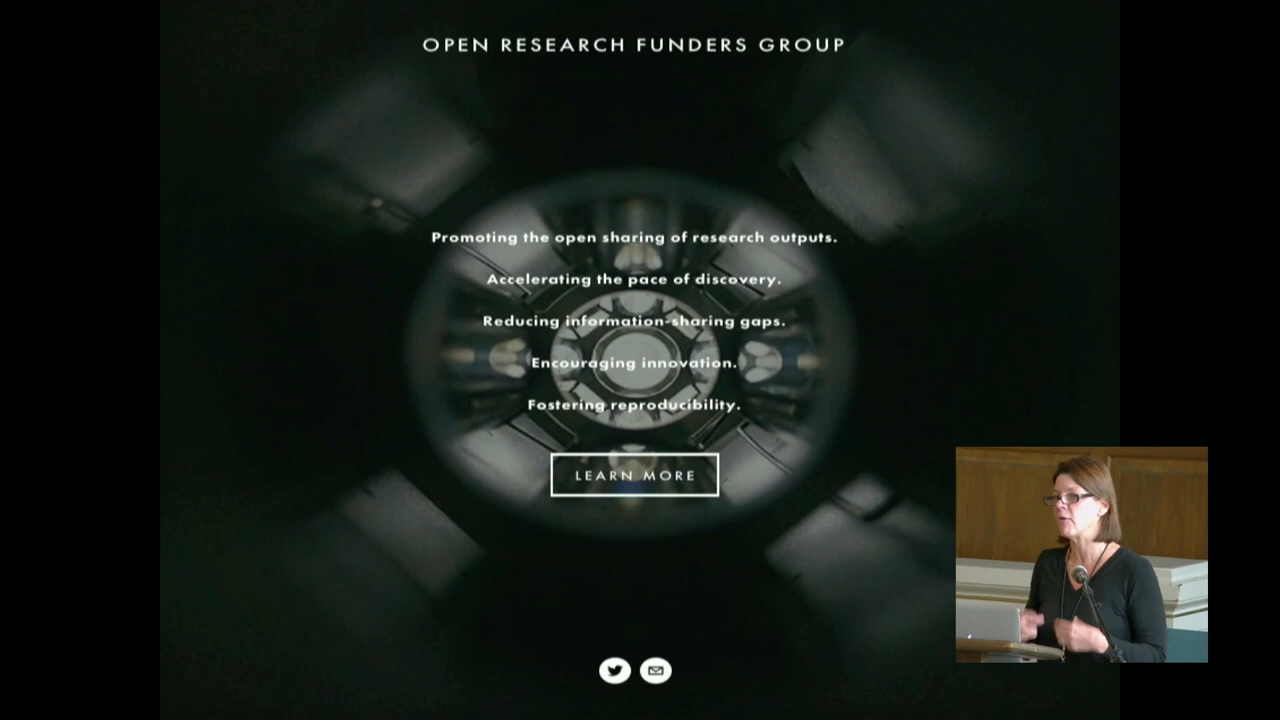 OPEN RESEARCH FUNDERS GROUP
Promoting the open sharing of research outputs.
Accelerating the pace of discovery.
Reducing information-sharing gaps.
Encouraging innovation.
Fostering reproducibility.
LEARN MORE